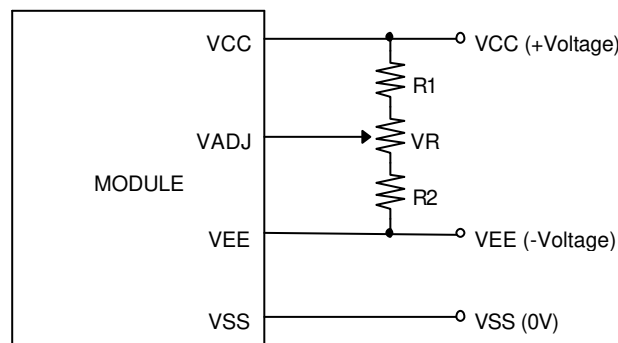 VCC VCC (+Voltage)
R1
VADJ VR
MODULE
R2
VEE VEE (-Voltage)
VSS VSS (0V)